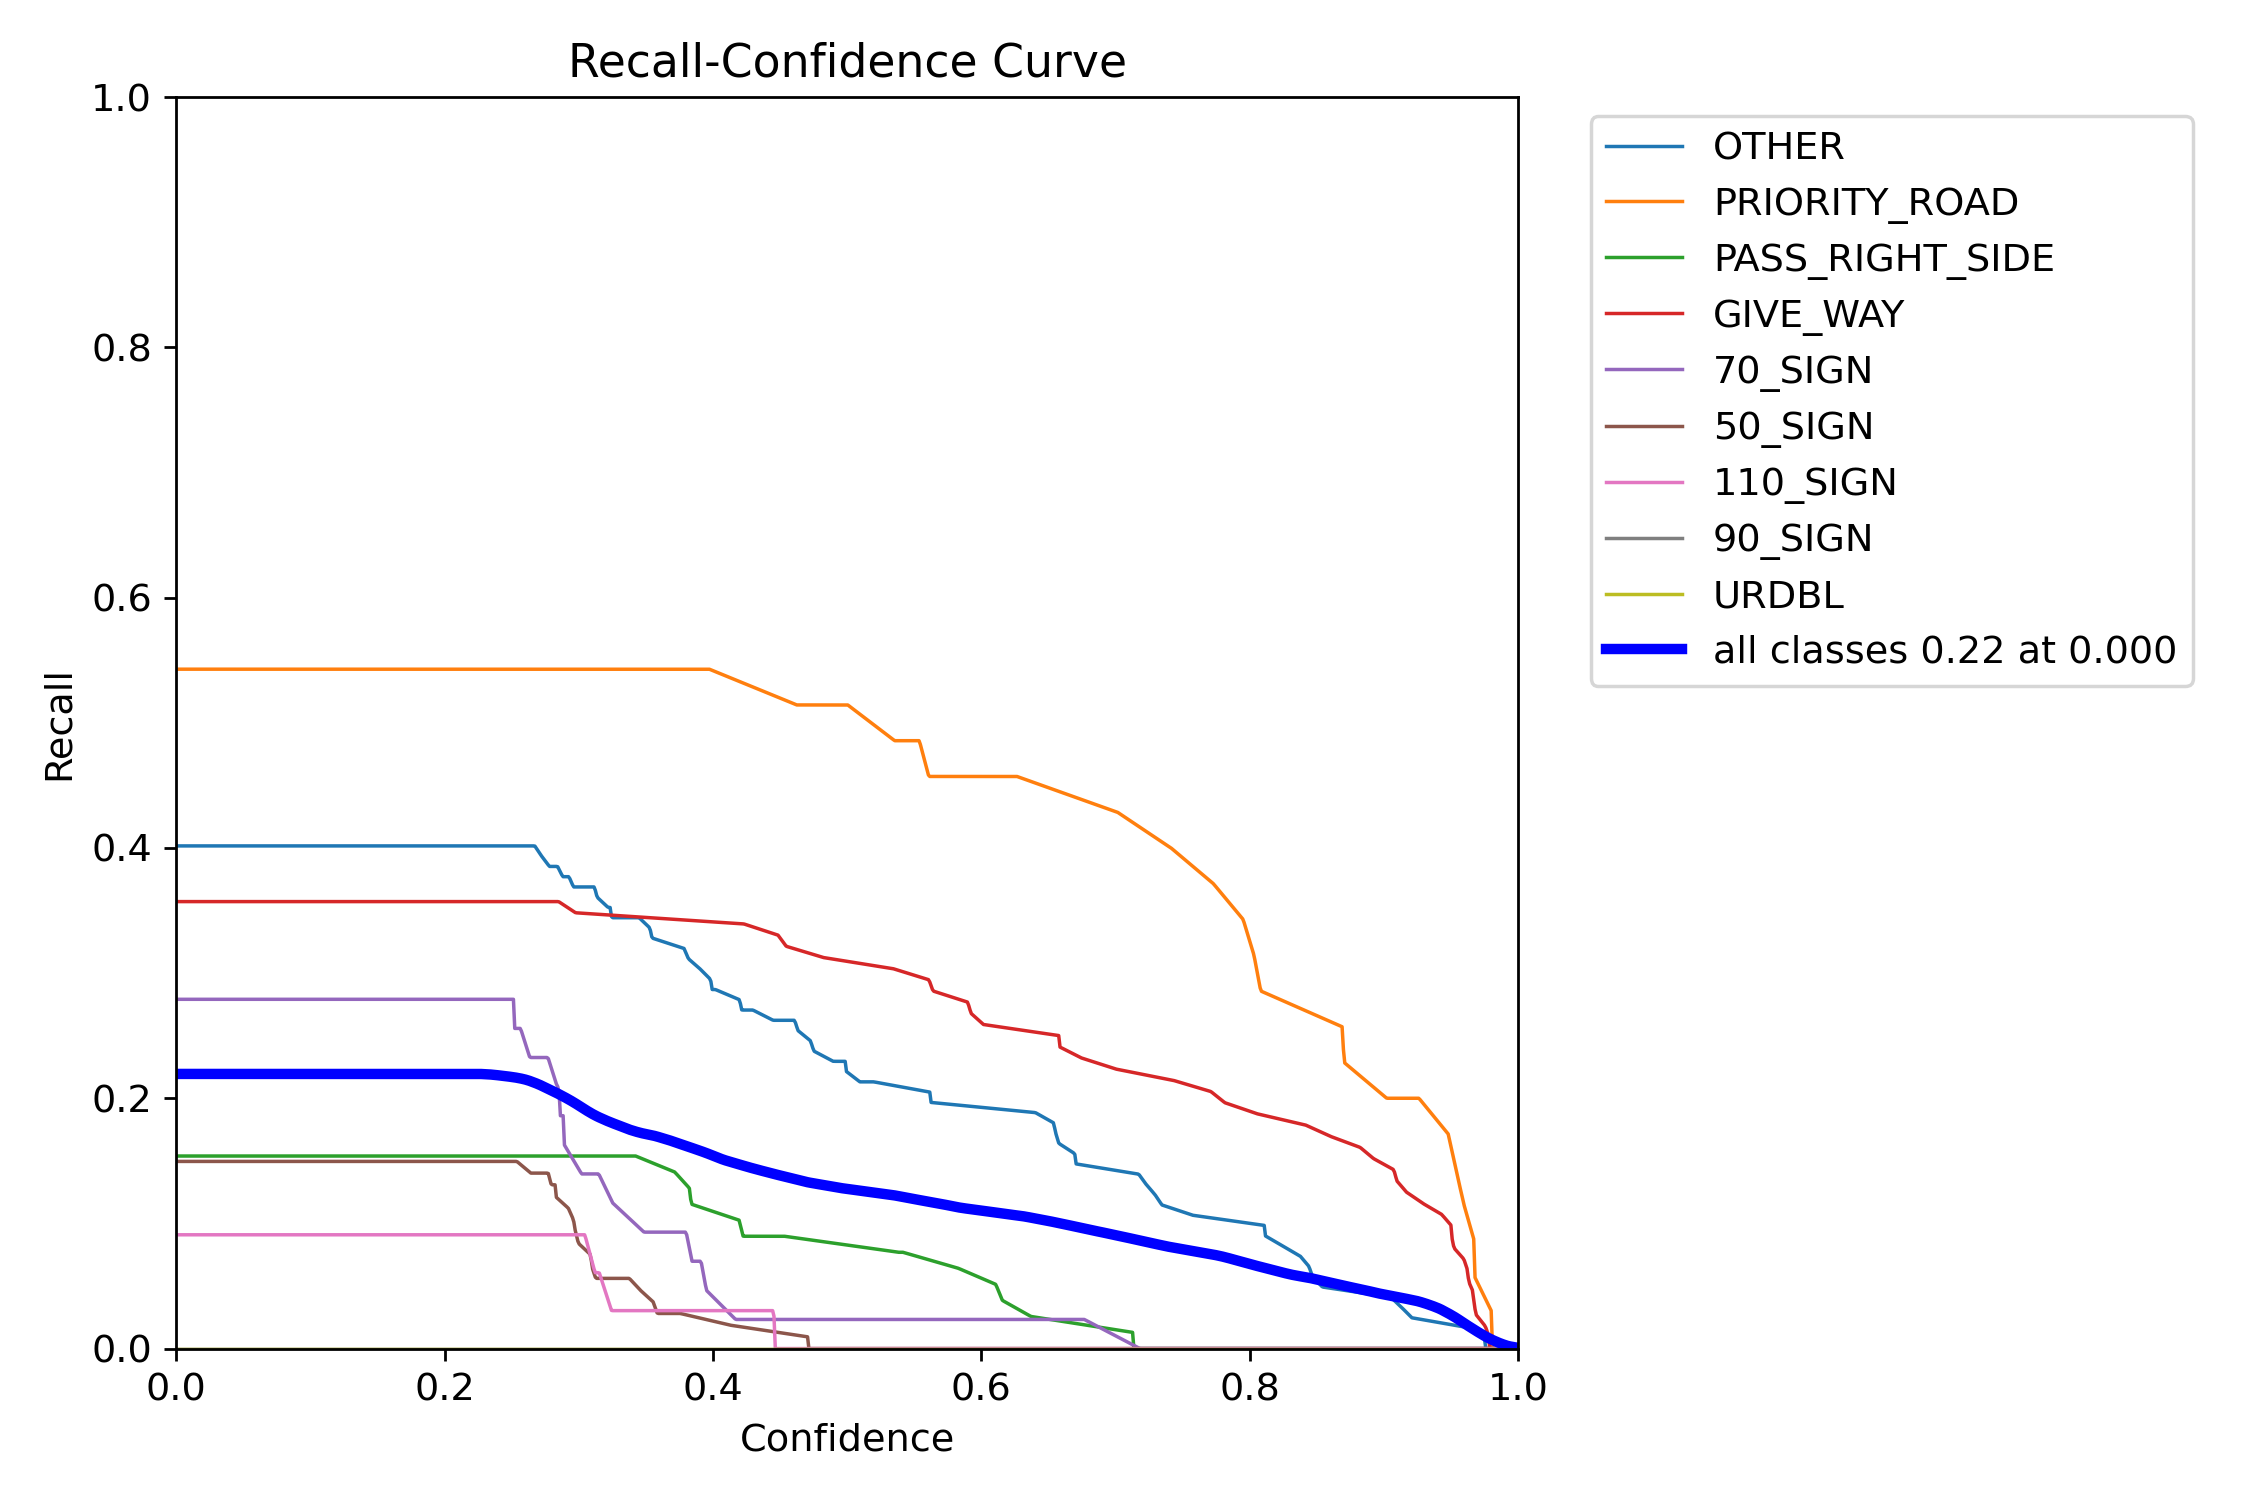 Recall-Confidence Curve
1.0
0.8
0.6
0.4
0.2
0.0
Recall
0.0 0.2 0.4 0.6 0.8 1.0
Confidence
OTHER
PRIORITY_ROAD
PASS_RIGHT_SIDE
GIVE_WAY
70_SIGN
50_SIGN
110_SIGN
90_SIGN
URDBL
all classes 0.22 at 0.000